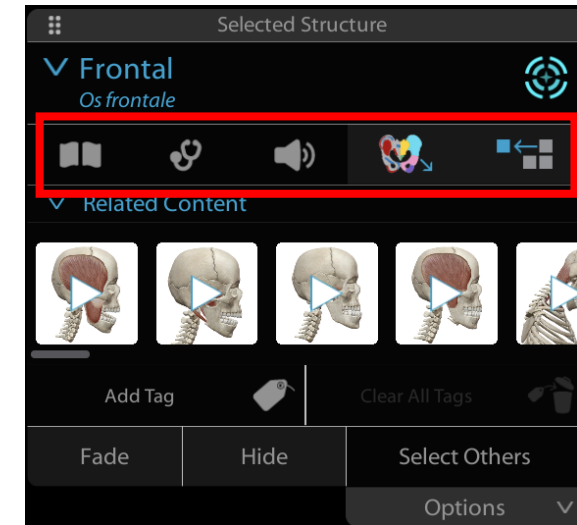 Selected Structure
Frontal
Os frontale
Related Content
Add Tag
Clear All Tags
Fade
Hide
Select Others
Options